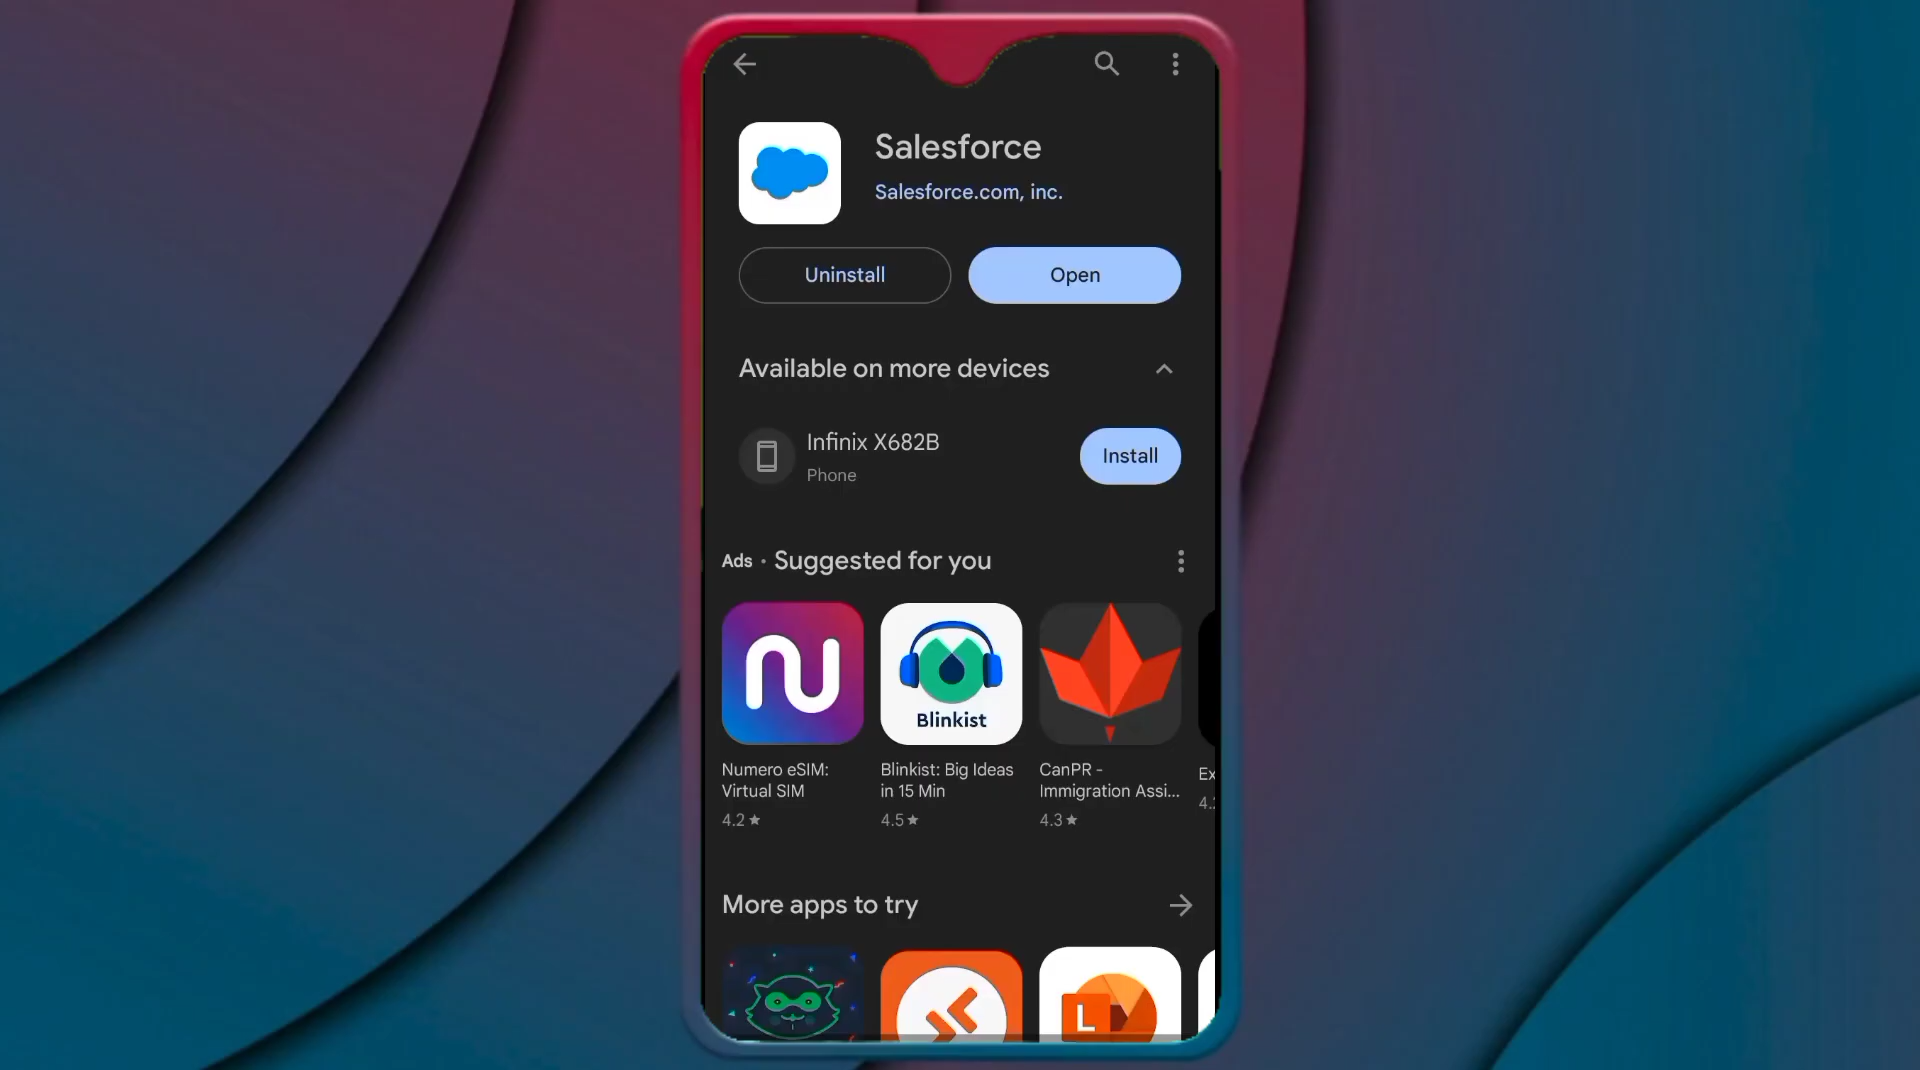 Salesforce
Salesforce.com, inc.
Uninstall
Open
Available on more devices
Infinix X682B
Phone
Install
Ads • Suggested for you
Blinkist
Numero eSIM:
Virtual SIM
4.2★
Blinkist: Big Ideas
in 15 Min
4.5★
CanPR -
Immigration Assi...
4.3★
Ex
4.
More apps to try
L